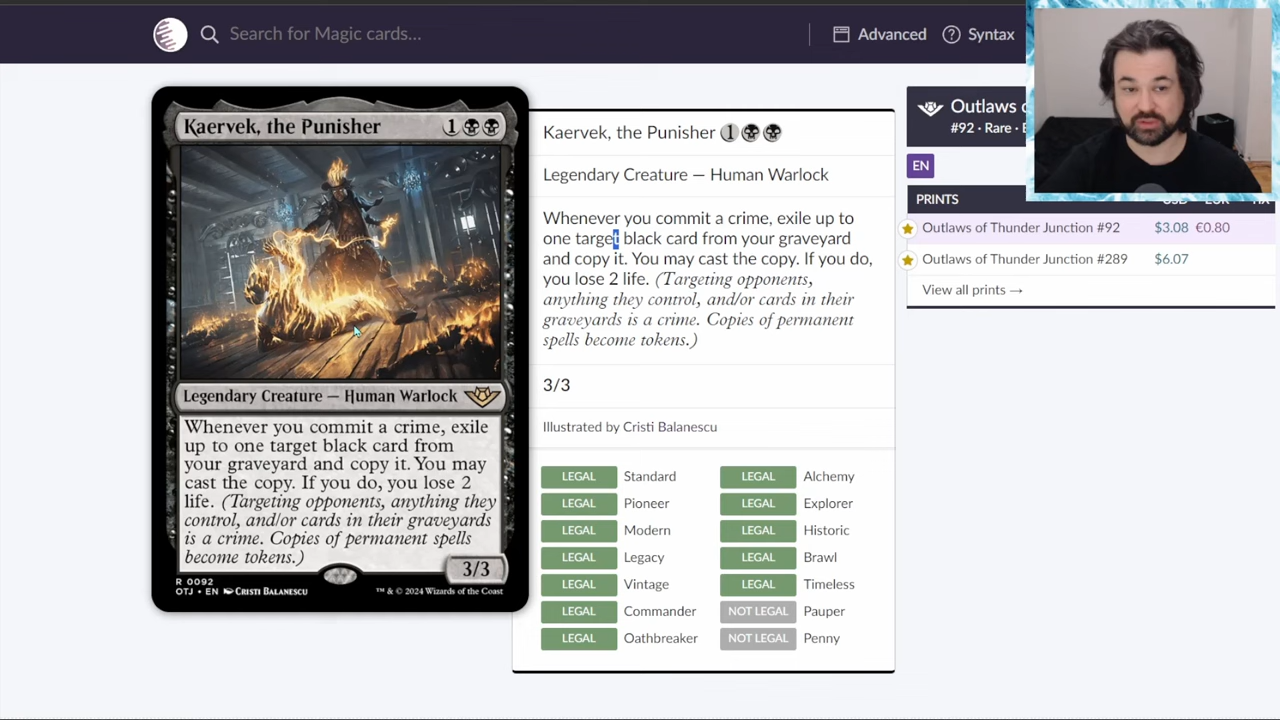 Search for Magic cards...
Advanced
Syntax
Kaervek, the Punisher 1
Legendary Creature — Human Warlock
Whenever you commit a crime, exile
up to one target black card from
your graveyard and copy it. You may
cast the copy. If you do, you lose 2
life. (Targeting opponents, anything they
control, and/or cards in their graveyards
is a crime. Copies of permanent spells
become tokens.)
3/3
R 0092
OTJ • EN CRISTI BALANESCU
™ & © 2024 Wizards of the Coast
Kaervek, the Punisher 1
Legendary Creature — Human Warlock
Whenever you commit a crime, exile up to
one target black card from your graveyard
and copy it. You may cast the copy. If you do,
you lose 2 life. (Targeting opponents,
anything they control, and/or cards in their
graveyards is a crime. Copies of permanent
spells become tokens.)
3/3
Illustrated by Cristi Balanescu
LEGAL Standard LEGAL Alchemy
LEGAL Pioneer LEGAL Explorer
LEGAL Modern LEGAL Historic
LEGAL Legacy LEGAL Brawl
LEGAL Vintage LEGAL Timeless
LEGAL Commander NOT LEGAL Pauper
LEGAL Oathbreaker NOT LEGAL Penny
Outlaws
#92 • Rare •
EN
PRINTS
Outlaws of Thunder Junction #92 $3.08 €0.80
Outlaws of Thunder Junction #289 $6.07
View all prints →